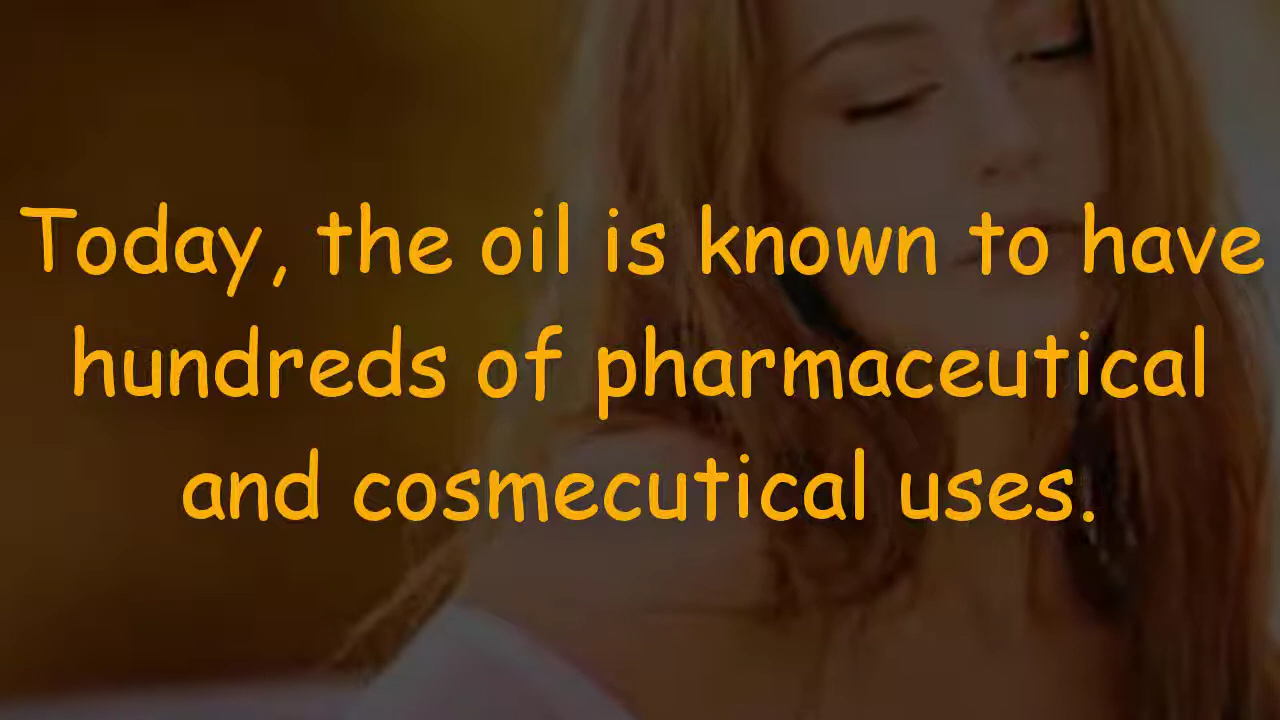 Today, the oil is known to have
hundreds of pharmaceutical
and cosmecutical uses.